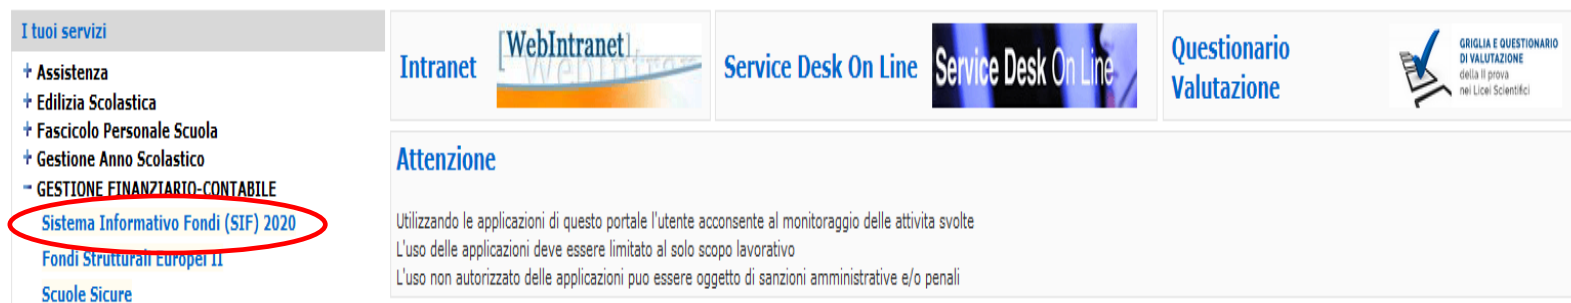 I tuoi servizi
+ Assistenza
+ Edilizia Scolastica
+ Fascicolo Personale Scuola
+ Gestione Anno Scolastico
- GESTIONE FINANZIARIO-CONTABILE
Sistema Informativo Fondi (SIF) 2020
Fondi Strutturali Europei II
Scuole Sicure
Intranet
[WebIntranet]
WebIntran
Service Desk On Line
Service Desk On Line
Questionario
Valutazione
GRIGLIA E QUESTIONARIO
DI VALUTAZIONE
della II prova
nei Licei Scientifici
Attenzione
Utilizzando le applicazioni di questo portale l'utente acconsente al monitoraggio delle attivita svolte
L'uso delle applicazioni deve essere limitato al solo scopo lavorativo
L'uso non autorizzato delle applicazioni puo essere oggetto di sanzioni amministrative e/o penali